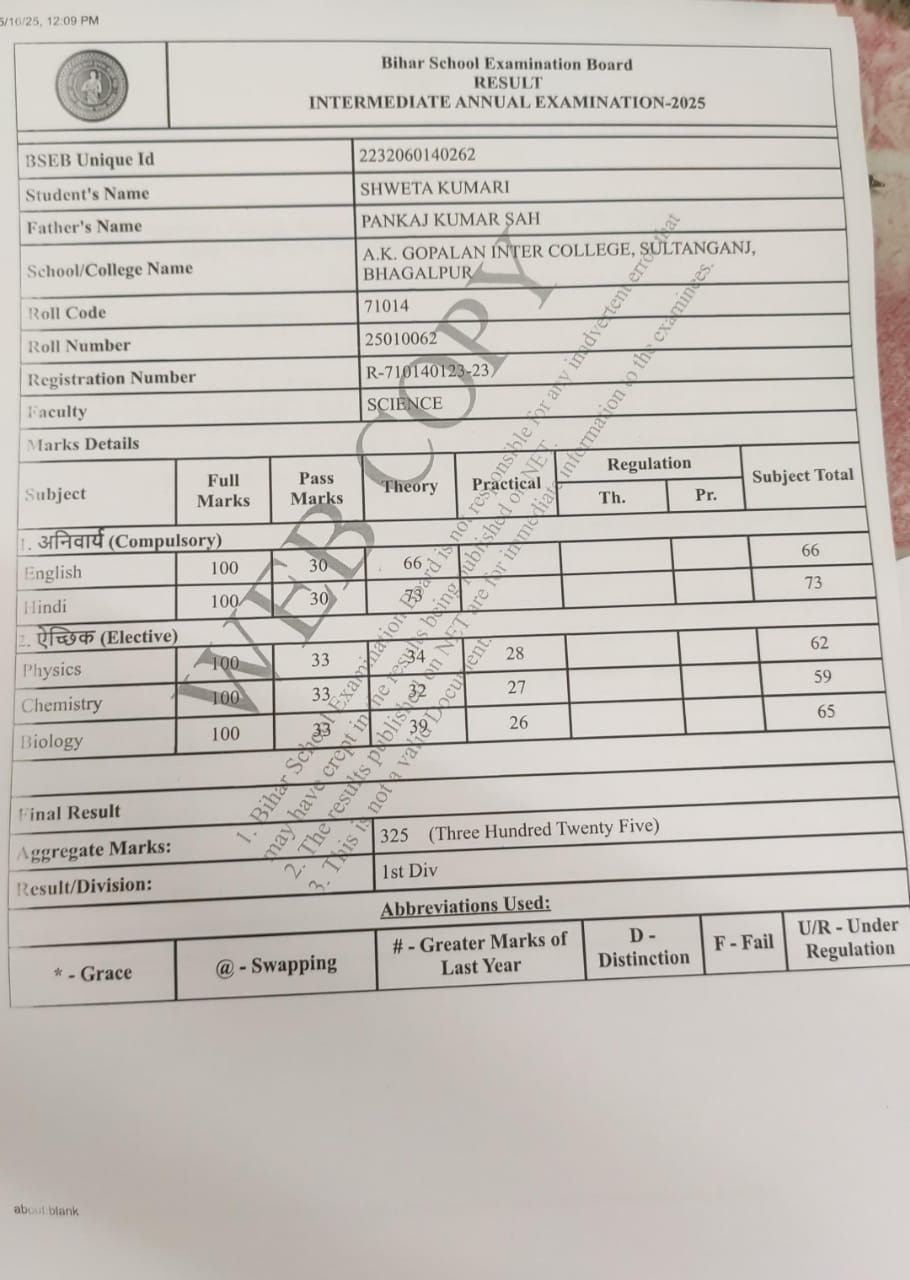 5/16/25, 12:09 PM
Bihar School Examination Board
RESULT
INTERMEDIATE ANNUAL EXAMINATION-2025
BSEB Unique Id 2232060140262
Student's Name SHWETA KUMARI
Father's Name PANKAJ KUMAR SAH
School/College Name A.K. GOPALAN INTER COLLEGE, SULTANGANJ,
BHAGALPUR
Roll Code 71014
Roll Number 25010062
Registration Number R-710140123-23
Faculty SCIENCE
Marks Details
Subject Full Marks Pass Marks Theory Practical Regulation Subject Total
Th. Pr.
1. अनिवार्य (Compulsory)
English 100 30 66 66
Hindi 100 30 73 73
2. ऐच्छिक (Elective)
Physics 100 33 34 28 62
Chemistry 100 33 32 27 59
Biology 100 33 39 26 65
Final Result
Aggregate Marks: 325 (Three Hundred Twenty Five)
Result/Division: 1st Div
Abbreviations Used:
* - Grace @ - Swapping # - Greater Marks of Last Year D - Distinction F - Fail U/R - Under Regulation
WEB COPY
1. Bihar School Examination Board is not responsible for any inadvertent error that
may have crept in the results being published on NET.
2. The results published on NET are for immediate information to the examinees.
3. This is not a valid Document.
about:blank